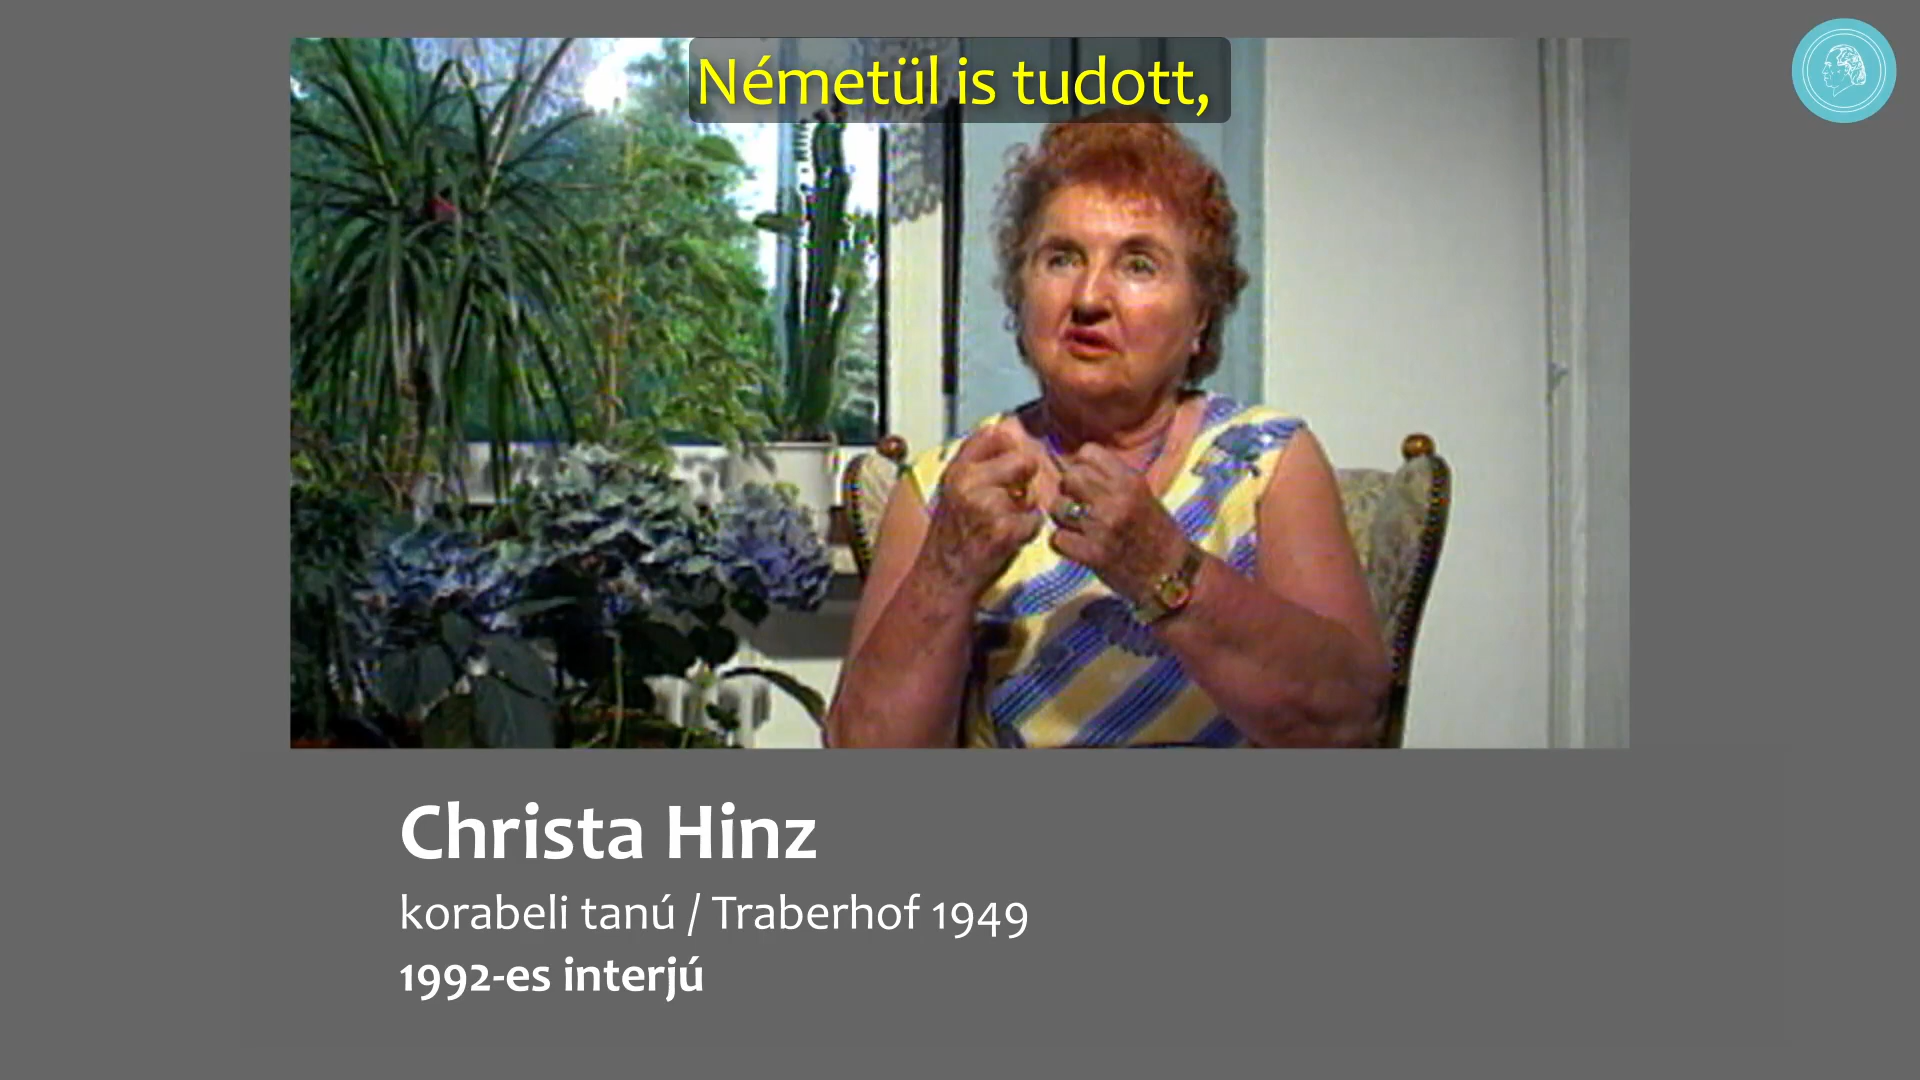 Németül is tudott,
Christa Hinz
korabeli tanú / Traberhof 1949
1992-es interjú